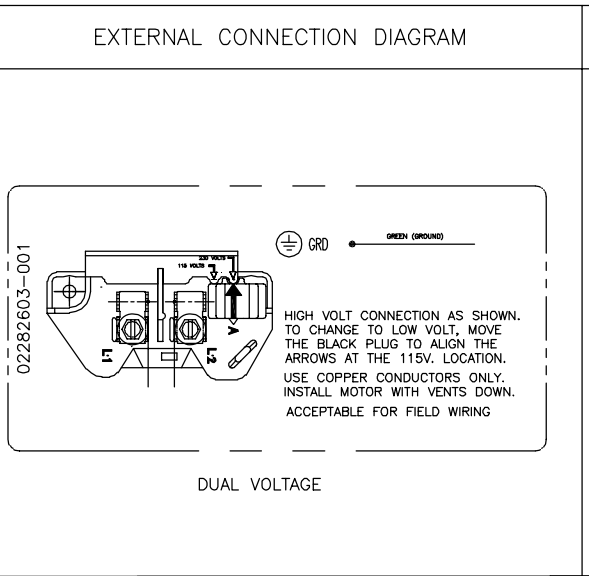 EXTERNAL CONNECTION DIAGRAM
02282603-001
230 VOLTS
115 VOLTS
A
L1
L2
GRD
GREEN (GROUND)
HIGH VOLT CONNECTION AS SHOWN.
TO CHANGE TO LOW VOLT, MOVE
THE BLACK PLUG TO ALIGN THE
ARROWS AT THE 115V. LOCATION.
USE COPPER CONDUCTORS ONLY.
INSTALL MOTOR WITH VENTS DOWN.
ACCEPTABLE FOR FIELD WIRING
DUAL VOLTAGE